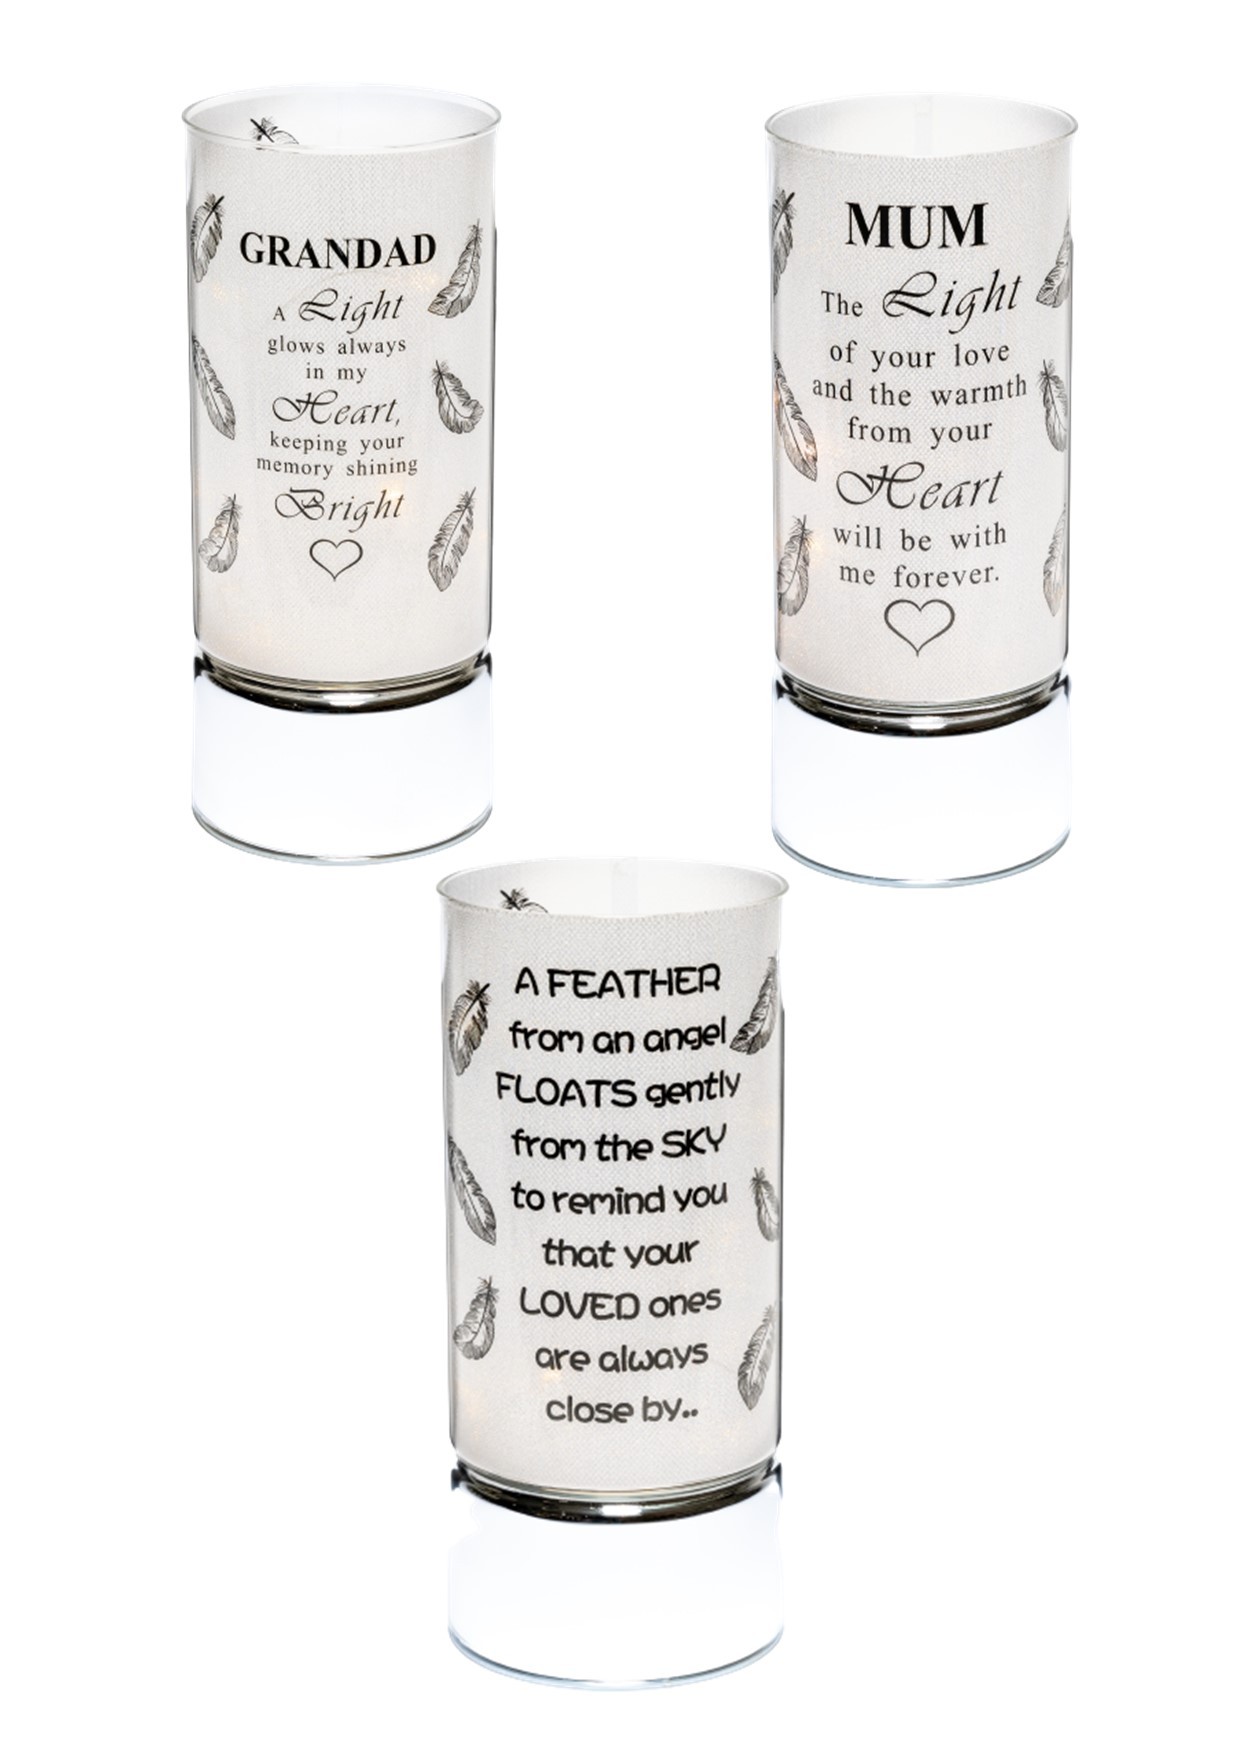 GRANDAD
A Light
glows always
in my
Heart,
keeping your
memory shining
Bright
MUM
The Light
of your love
and the warmth
from your
Heart
will be with
me forever.
A FEATHER
from an angel
FLOATS gently
from the SKY
to remind you
that your
LOVED ones
are always
close by..